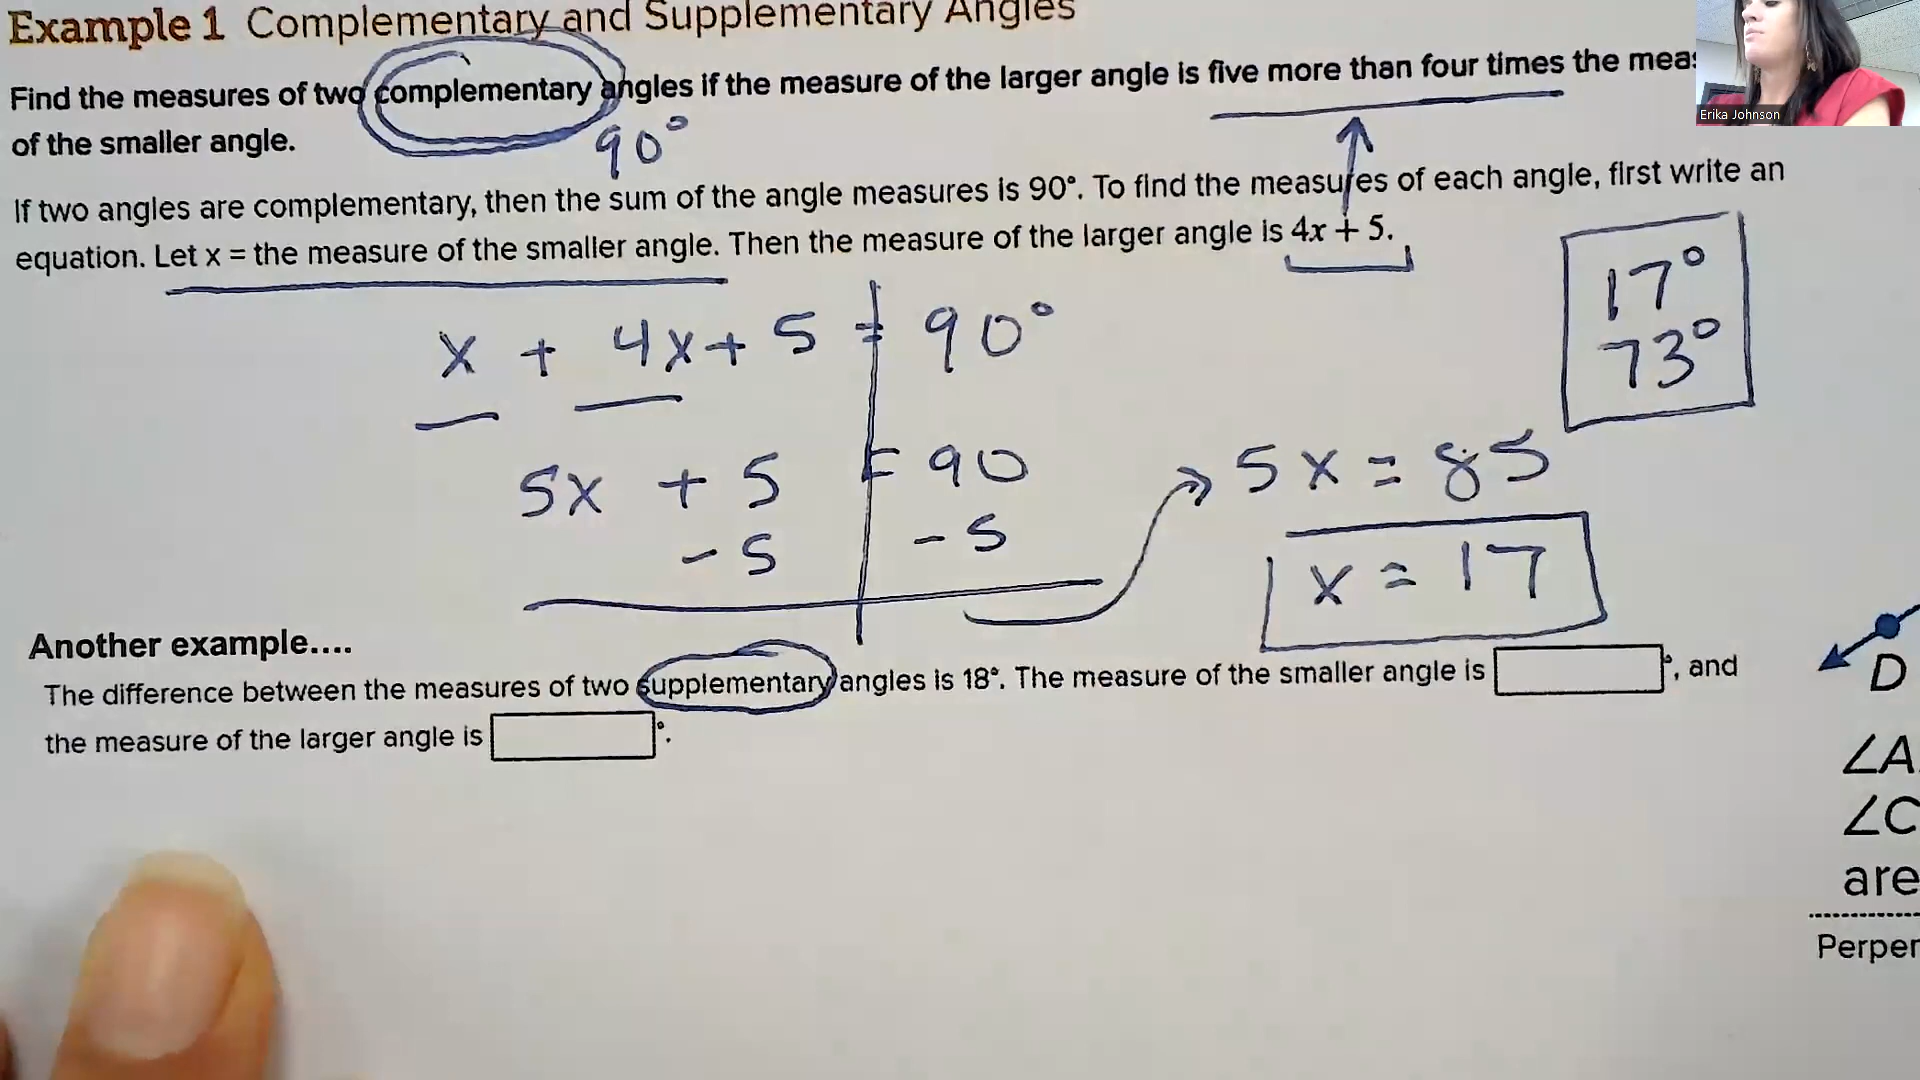 Example 1 Complementary and Supplementary Angles
Find the measures of two complementary angles if the measure of the larger angle is five more than four times the
of the smaller angle.
90°
If two angles are complementary, then the sum of the angle measures is 90°. To find the measures of each angle, first write an
equation. Let x = the measure of the smaller angle. Then the measure of the larger angle is 4x + 5.
17°
73°
x + 4x + 5 = 90°
5x + 5 = 90
- 5 - 5
5x = 85
x = 17
Another example....
The difference between the measures of two supplementary angles is 18°. The measure of the smaller angle is °, and
the measure of the larger angle is °.
D
∠A
∠C
are
Erika Johnson